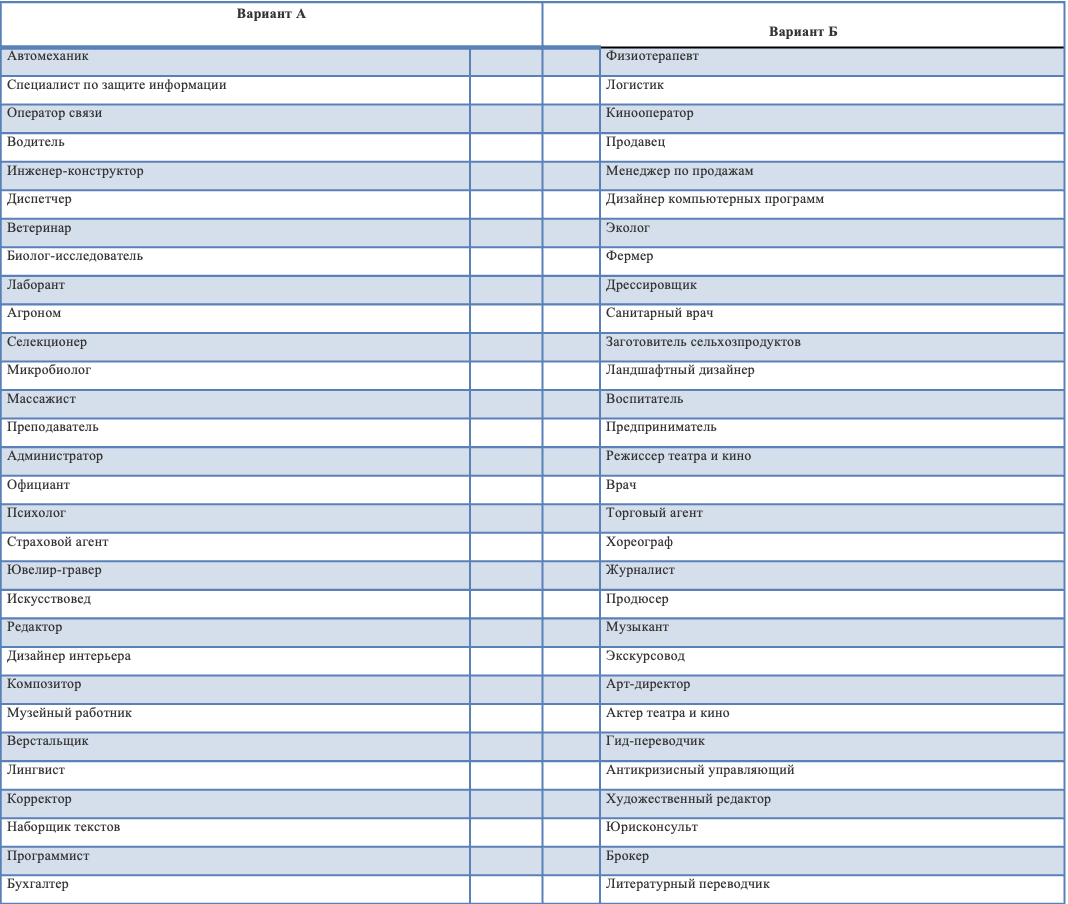 Вариант А
Вариант Б
Автомеханик Физиотерапевт
Специалист по защите информации Логистик
Оператор связи Кинооператор
Водитель Продавец
Инженер-конструктор Менеджер по продажам
Диспетчер Дизайнер компьютерных программ
Ветеринар Эколог
Биолог-исследователь Фермер
Лаборант Дрессировщик
Агроном Санитарный врач
Селекционер Заготовитель сельхозпродуктов
Микробиолог Ландшафтный дизайнер
Массажист Воспитатель
Преподаватель Предприниматель
Администратор Режиссер театра и кино
Официант Врач
Психолог Торговый агент
Страховой агент Хореограф
Ювелир-гравер Журналист
Искусствовед Продюсер
Редактор Музыкант
Дизайнер интерьера Экскурсовод
Композитор Арт-директор
Музейный работник Актер театра и кино
Верстальщик Гид-переводчик
Лингвист Антикризисный управляющий
Корректор Художественный редактор
Наборщик текстов Юрисконсульт
Программист Брокер
Бухгалтер Литературный переводчик